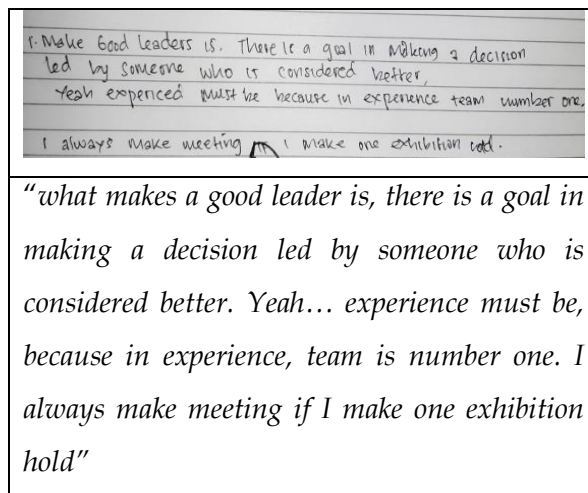 1. Make Good leaders is. There is a goal in Making a decision
led by someone who is considered better,
Yeah expenced must be because in experience team number one,
I always make meeting I make one exhibition
“what makes a good leader is, there is a goal in
making a decision led by someone who is
considered better. Yeah… experience must be,
because in experience, team is number one. I
always make meeting if I make one exhibition
hold”